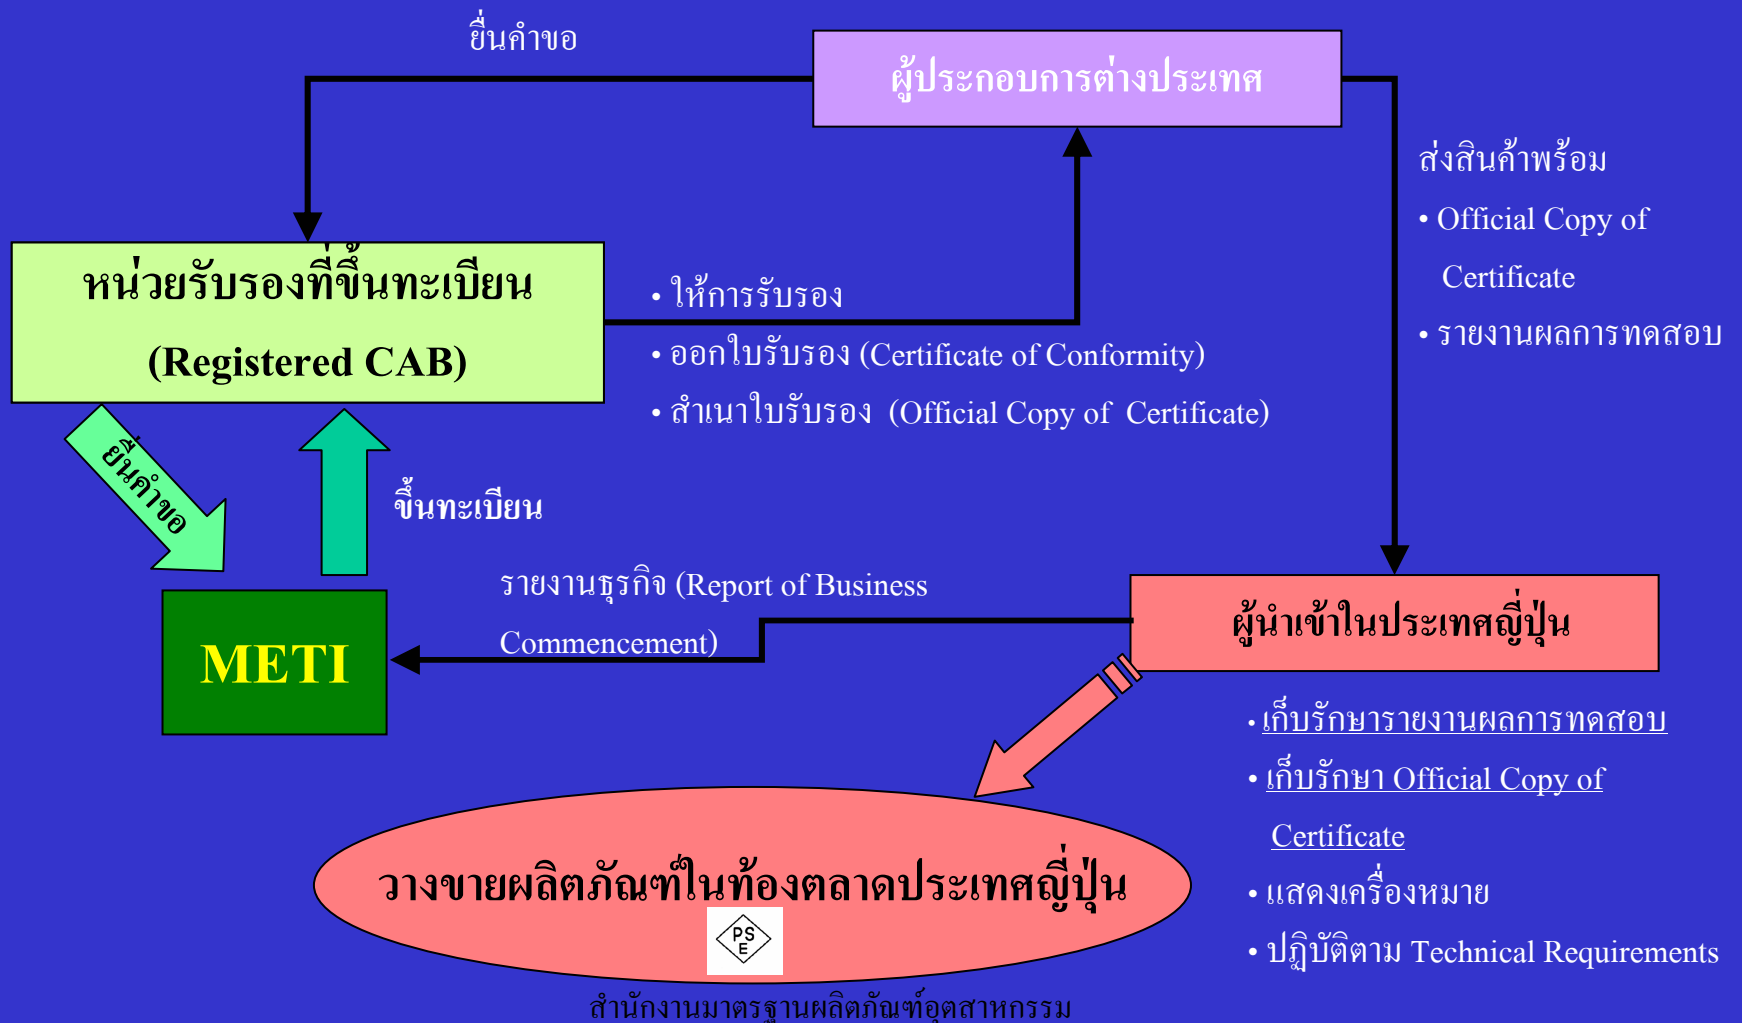 ยื่นคำขอ
ผู้ประกอบการต่างประเทศ
ส่งสินค้าพร้อม
• Official Copy of
Certificate
• รายงานผลการทดสอบ
หน่วยรับรองที่ขึ้นทะเบียน
(Registered CAB)
• ให้การรับรอง
• ออกใบรับรอง (Certificate of Conformity)
• สำเนาใบรับรอง (Official Copy of Certificate)
ยื่นคำขอ
ขึ้นทะเบียน
รายงานธุรกิจ (Report of Business
Commencement)
METI
ผู้นำเข้าในประเทศญี่ปุ่น
• เก็บรักษารายงานผลการทดสอบ
• เก็บรักษา Official Copy of
Certificate
• แสดงเครื่องหมาย
• ปฏิบัติตาม Technical Requirements
วางขายผลิตภัณฑ์ในท้องตลาดประเทศญี่ปุ่น
PS
E
สำนักงานมาตรฐานผลิตภัณฑ์อุตสาหกรรม